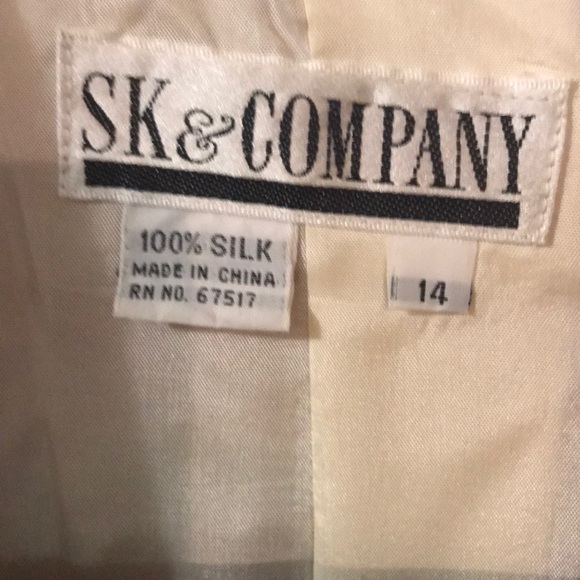 SK & COMPANY
100% SILK
MADE IN CHINA
RN NO. 67517
14